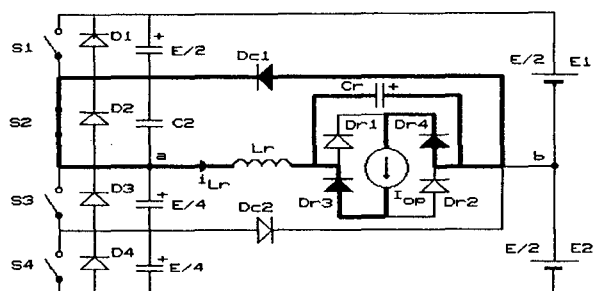 S1
D1
+
E/2
Dc1
E/2
E1
Cr
+
S2
D2
C2
Dr1
Dr4
a
Lr
b
iLr
S3
D3
+
E/4
Dr3
Iop
Dr2
Dc2
S4
D4
+
E/4
E/2
E2